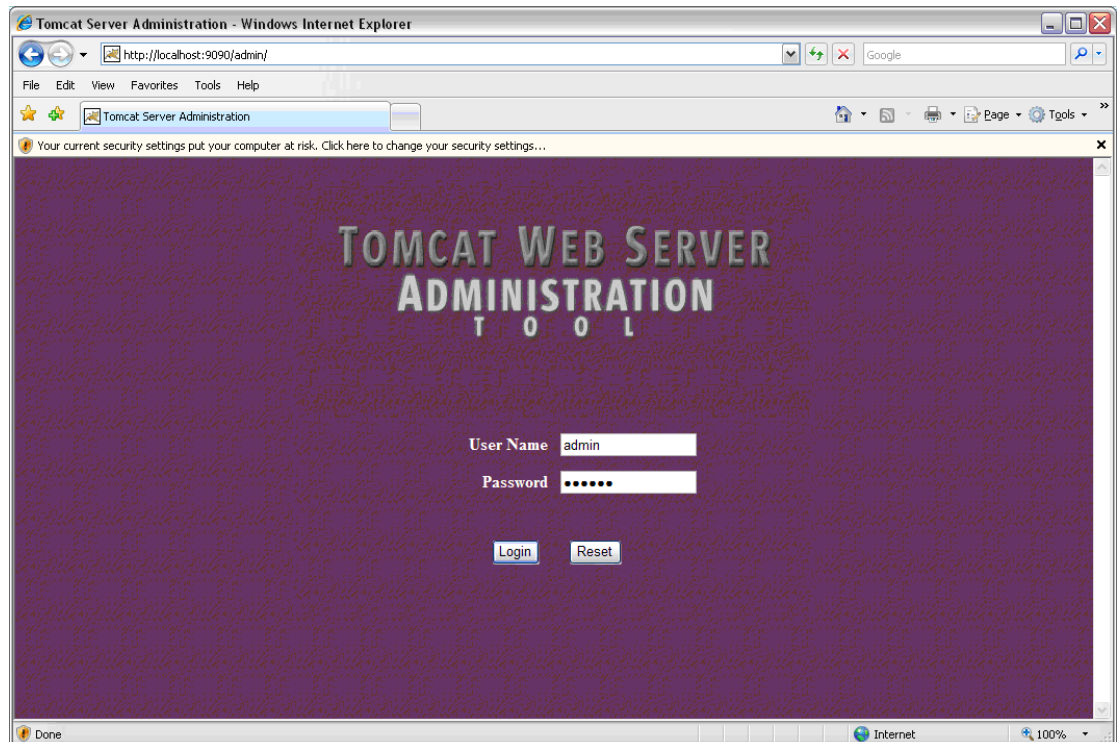 Tomcat Server Administration - Windows Internet Explorer
http://localhost:9090/admin/
Google
File Edit View Favorites Tools Help
Tomcat Server Administration
Page Tools »
Your current security settings put your computer at risk. Click here to change your security settings...
TOMCAT WEB SERVER
ADMINISTRATION
TOOL
User Name admin
Password ••••••
Login Reset
Done Internet 100%